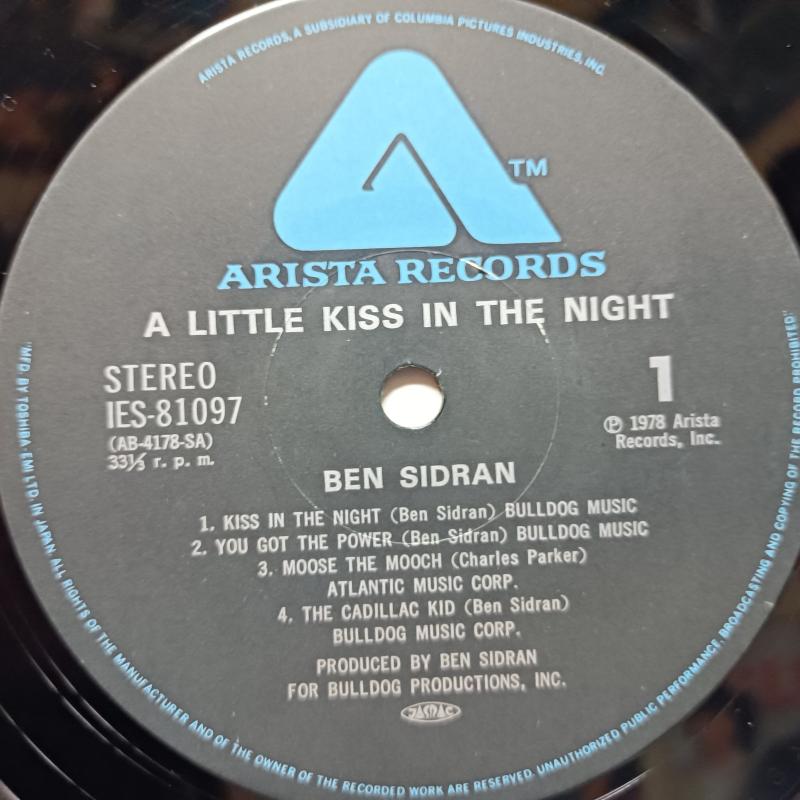 ARISTA RECORDS, A SUBSIDIARY OF COLUMBIA PICTURES INDUSTRIES, INC.
TM
ARISTA RECORDS
A LITTLE KISS IN THE NIGHT
STEREO
IES-81097
(AB-4178-SA)
33⅓ r. p. m.
1
Ⓟ 1978 Arista
Records, Inc.
BEN SIDRAN
1. KISS IN THE NIGHT (Ben Sidran) BULLDOG MUSIC
2. YOU GOT THE POWER (Ben Sidran) BULLDOG MUSIC
3. MOOSE THE MOOCH (Charles Parker)
ATLANTIC MUSIC CORP.
4. THE CADILLAC KID (Ben Sidran)
BULLDOG MUSIC CORP.
PRODUCED BY BEN SIDRAN
FOR BULLDOG PRODUCTIONS, INC.
JASRAC
"MFD. BY TOSHIBA-EMI LTD. IN JAPAN. ALL RIGHTS OF THE MANUFACTURER AND OF THE OWNER OF THE RECORDED WORK ARE RESERVED. UNAUTHORIZED PUBLIC PERFORMANCE, BROADCASTING AND COPYING OF THE RECORD PROHIBITED."